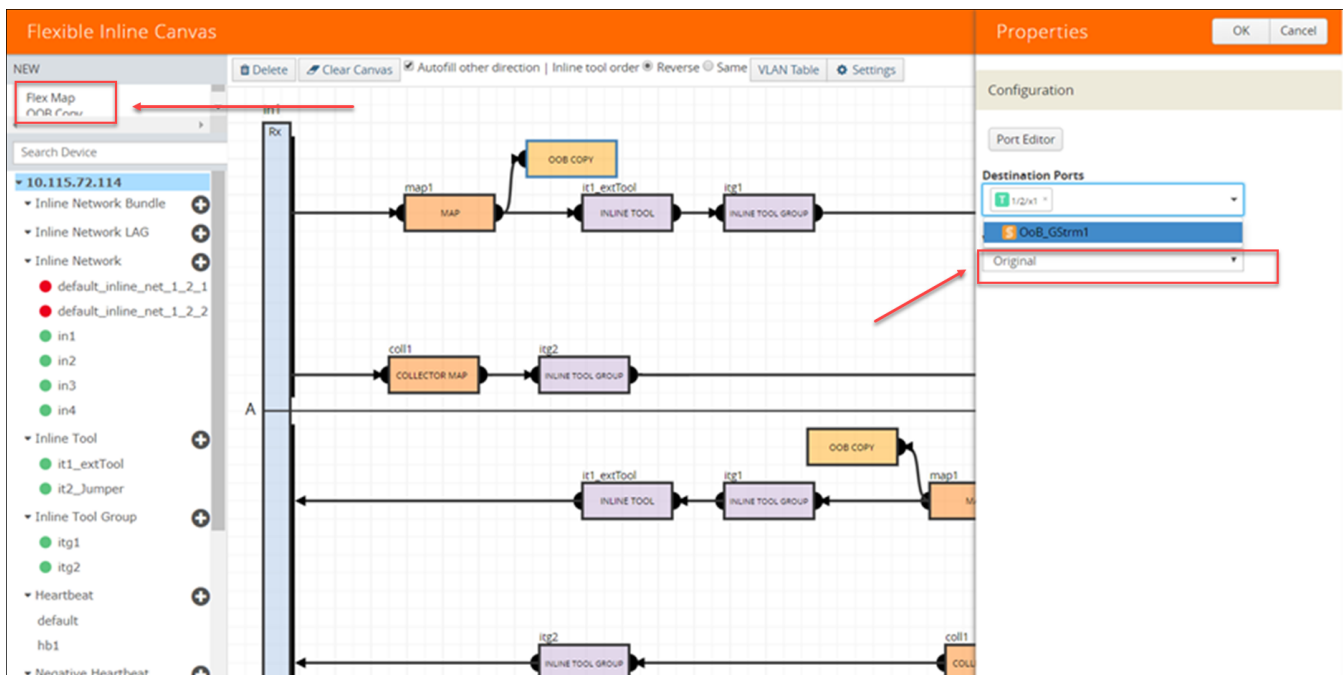 Flexible Inline Canvas
Properties
OK
Cancel
NEW
Delete
Clear Canvas
Autofill other direction | Inline tool order
Reverse
Same
VLAN Table
Settings
Flex Map
OOB Copy
Search Device
10.115.72.114
Inline Network Bundle
Inline Network LAG
Inline Network
default_inline_net_1_2_1
default_inline_net_1_2_2
in1
in2
in3
in4
Inline Tool
it1_extTool
it2_Jumper
Inline Tool Group
itg1
itg2
Heartbeat
default
hb1
Negative Heartbeat
in1
Rx
OOB COPY
map1
it1_extTool
itg1
MAP
INLINE TOOL
INLINE TOOL GROUP
coll1
itg2
COLLECTOR MAP
INLINE TOOL GROUP
A
OOB COPY
it1_extTool
itg1
map1
INLINE TOOL
INLINE TOOL GROUP
itg2
coll1
INLINE TOOL GROUP
COLL
Configuration
Port Editor
Destination Ports
T 1/2/x1 ×
S OoB_GStrm1
Original